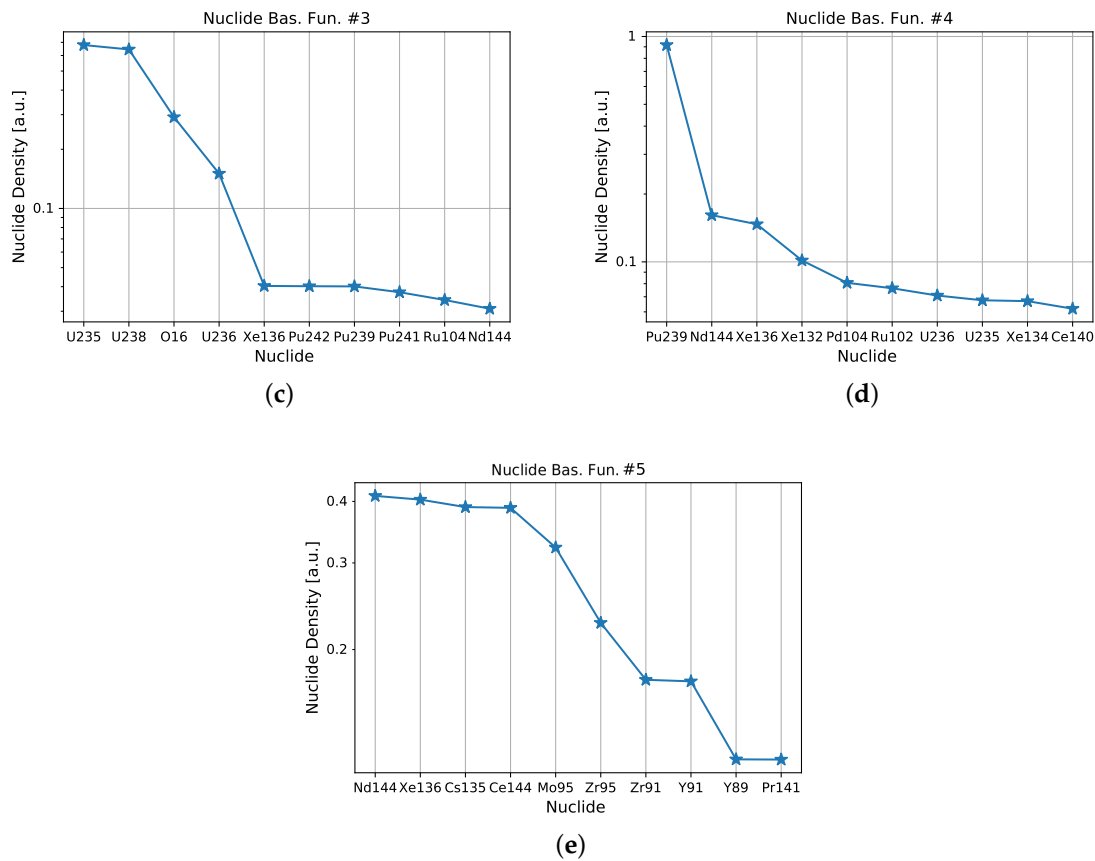 Nuclide Bas. Fun. #3
Nuclide Density [a.u.]
0.1
U235 U238 O16 U236 Xe136 Pu242 Pu239 Pu241 Ru104 Nd144
Nuclide
(c)
Nuclide Bas. Fun. #4
Nuclide Density [a.u.]
1
0.1
Pu239 Nd144 Xe136 Xe132 Pd104 Ru102 U236 U235 Xe134 Ce140
Nuclide
(d)
Nuclide Bas. Fun. #5
Nuclide Density [a.u.]
0.4
0.3
0.2
Nd144 Xe136 Cs135 Ce144 Mo95 Zr95 Zr91 Y91 Y89 Pr141
Nuclide
(e)